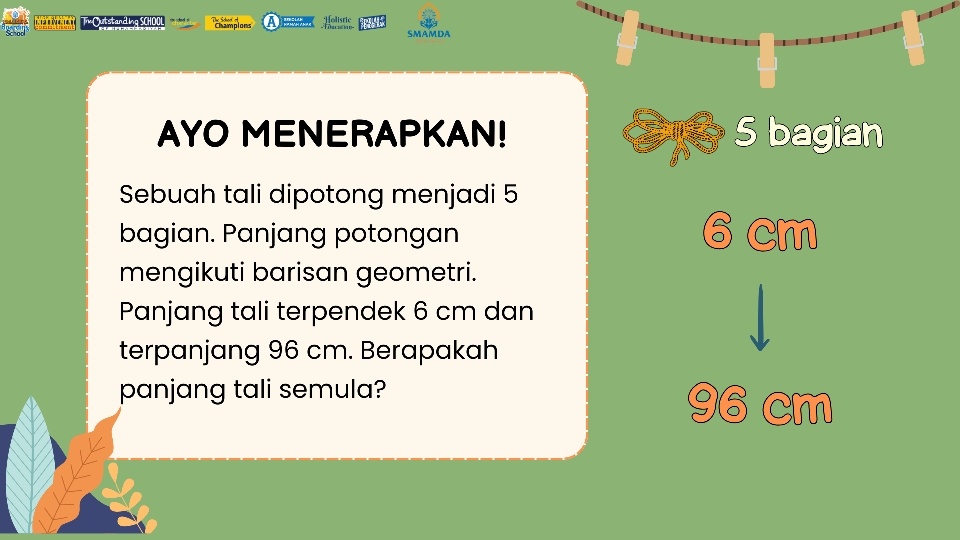 The Outstanding SCHOOL
The School of
Champions
SEKOLAH
Holistic
-Education-
SMAMDA
AYO MENERAPKAN!
Sebuah tali dipotong menjadi 5
bagian. Panjang potongan
mengikuti barisan geometri.
Panjang tali terpendek 6 cm dan
terpanjang 96 cm. Berapakah
panjang tali semula?
5 bagian
6 cm
96 cm